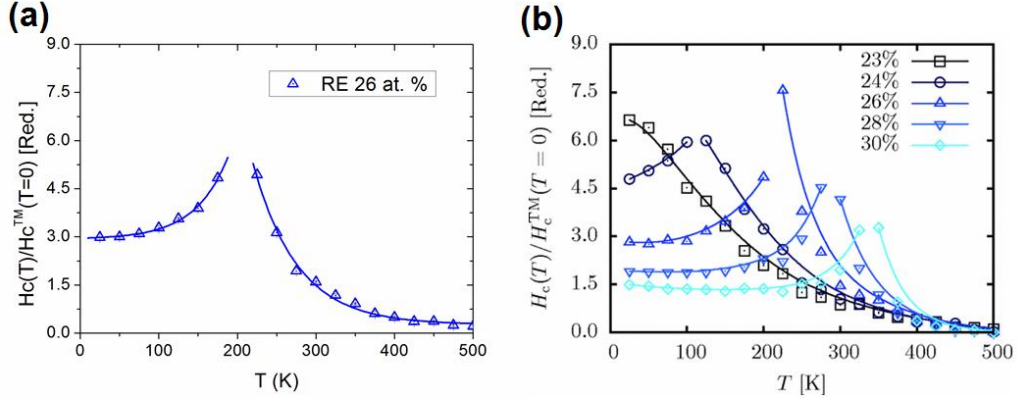 (a)
Hc(T)/Hcᵀᴹ(T=0) [Red.]
9.0
7.5
6.0
4.5
3.0
1.5
0.0
RE 26 at. %
0 100 200 300 400 500
T (K)
(b)
H_c(T)/H_c^TM(T = 0) [Red.]
9.0
7.5
6.0
4.5
3.0
1.5
0.0
23%
24%
26%
28%
30%
0 100 200 300 400 500
T [K]